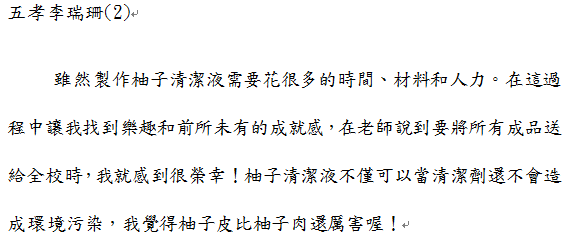 五孝李瑞珊(2)
雖然製作柚子清潔液需要花很多的時間、材料和人力。在這過
程中讓我找到樂趣和前所未有的成就感，在老師說到要將所有成品送
給全校時，我就感到很榮幸！柚子清潔液不僅可以當清潔劑還不會造
成環境污染，我覺得柚子皮比柚子肉還厲害喔！